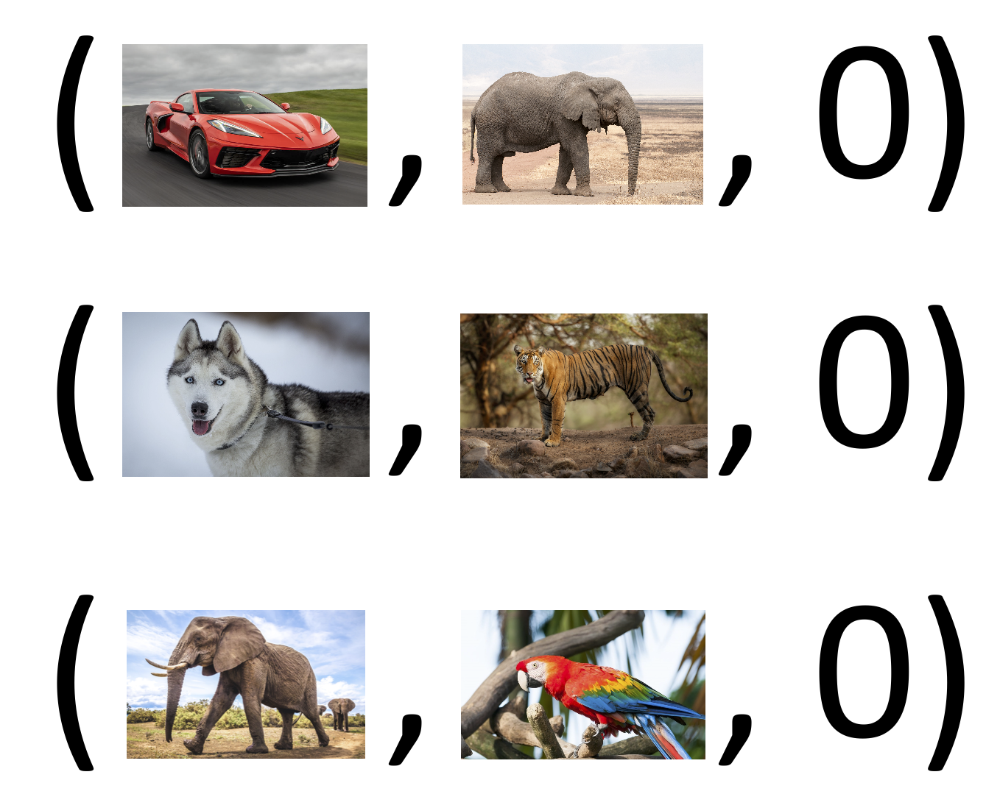 ( , , 0)
( , , 0)
( , , 0)